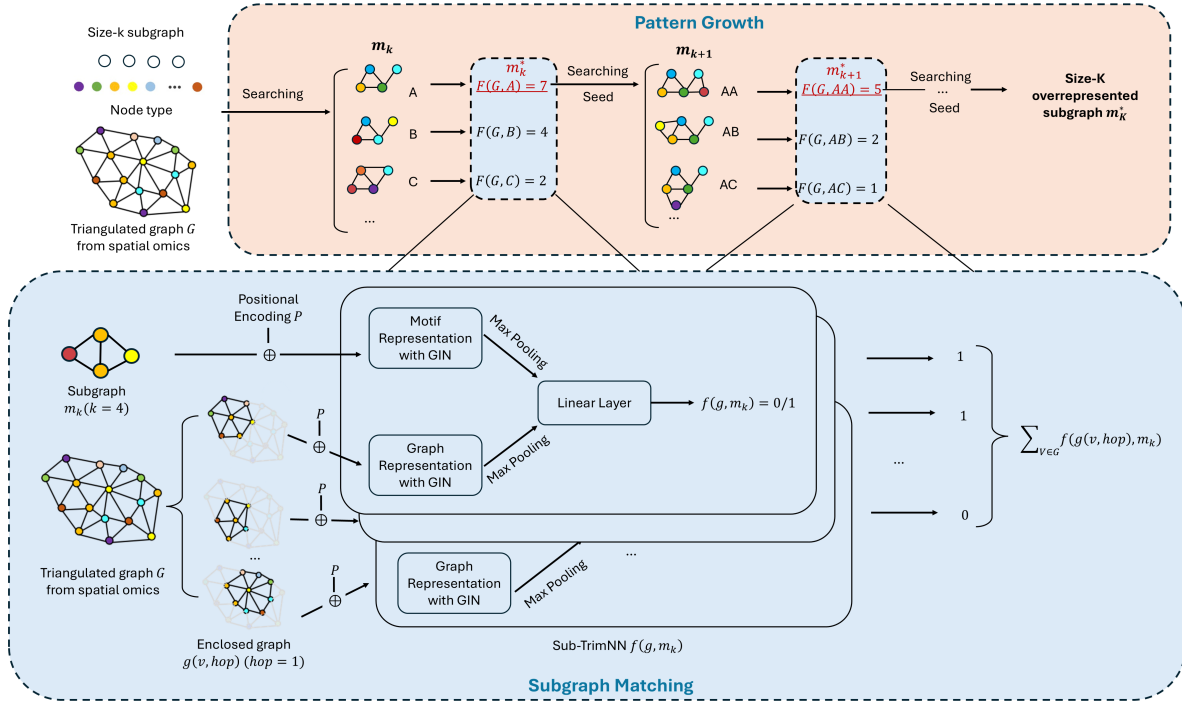 Pattern Growth
Size-k subgraph
Node type
Triangulated graph G
from spatial omics
Searching
m_k
A
B
C
...
m_k^*
F(G, A) = 7
F(G, B) = 4
F(G, C) = 2
Searching
Seed
m_{k+1}
AA
AB
AC
...
m_{k+1}^*
F(G, AA) = 5
F(G, AB) = 2
F(G, AC) = 1
Searching
...
Seed
Size-K
overrepresented
subgraph m_K^*
Positional
Encoding P
⊕
Subgraph
m_k(k = 4)
Triangulated graph G
from spatial omics
P
⊕
P
⊕
...
P
⊕
Enclosed graph
g(v, hop) (hop = 1)
Motif
Representation
with GIN
Max Pooling
Graph
Representation
with GIN
Max Pooling
Linear Layer
f(g, m_k) = 0/1
Graph
Representation
with GIN
Max Pooling
...
Sub-TrimNN f(g, m_k)
1
1
...
0
∑_{V∈G} f(g(v, hop), m_k)
Subgraph Matching